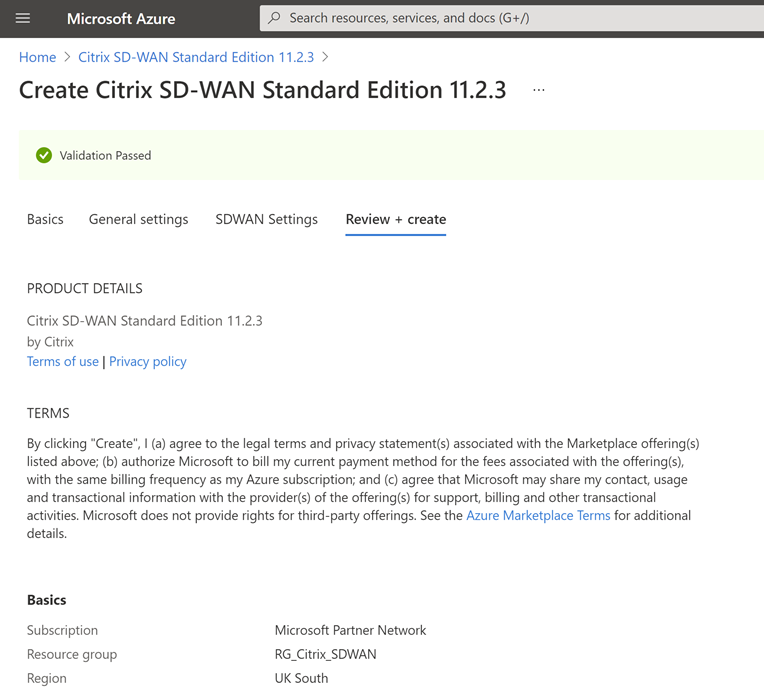 Microsoft Azure
Search resources, services, and docs (G+/)
Home > Citrix SD-WAN Standard Edition 11.2.3 >
Create Citrix SD-WAN Standard Edition 11.2.3 ...
Validation Passed
Basics General settings SDWAN Settings Review + create
PRODUCT DETAILS
Citrix SD-WAN Standard Edition 11.2.3
by Citrix
Terms of use | Privacy policy
TERMS
By clicking "Create", I (a) agree to the legal terms and privacy statement(s) associated with the Marketplace offering(s)
listed above; (b) authorize Microsoft to bill my current payment method for the fees associated with the offering(s),
with the same billing frequency as my Azure subscription; and (c) agree that Microsoft may share my contact, usage
and transactional information with the provider(s) of the offering(s) for support, billing and other transactional
activities. Microsoft does not provide rights for third-party offerings. See the Azure Marketplace Terms for additional
details.
Basics
Subscription Microsoft Partner Network
Resource group RG_Citrix_SDWAN
Region UK South